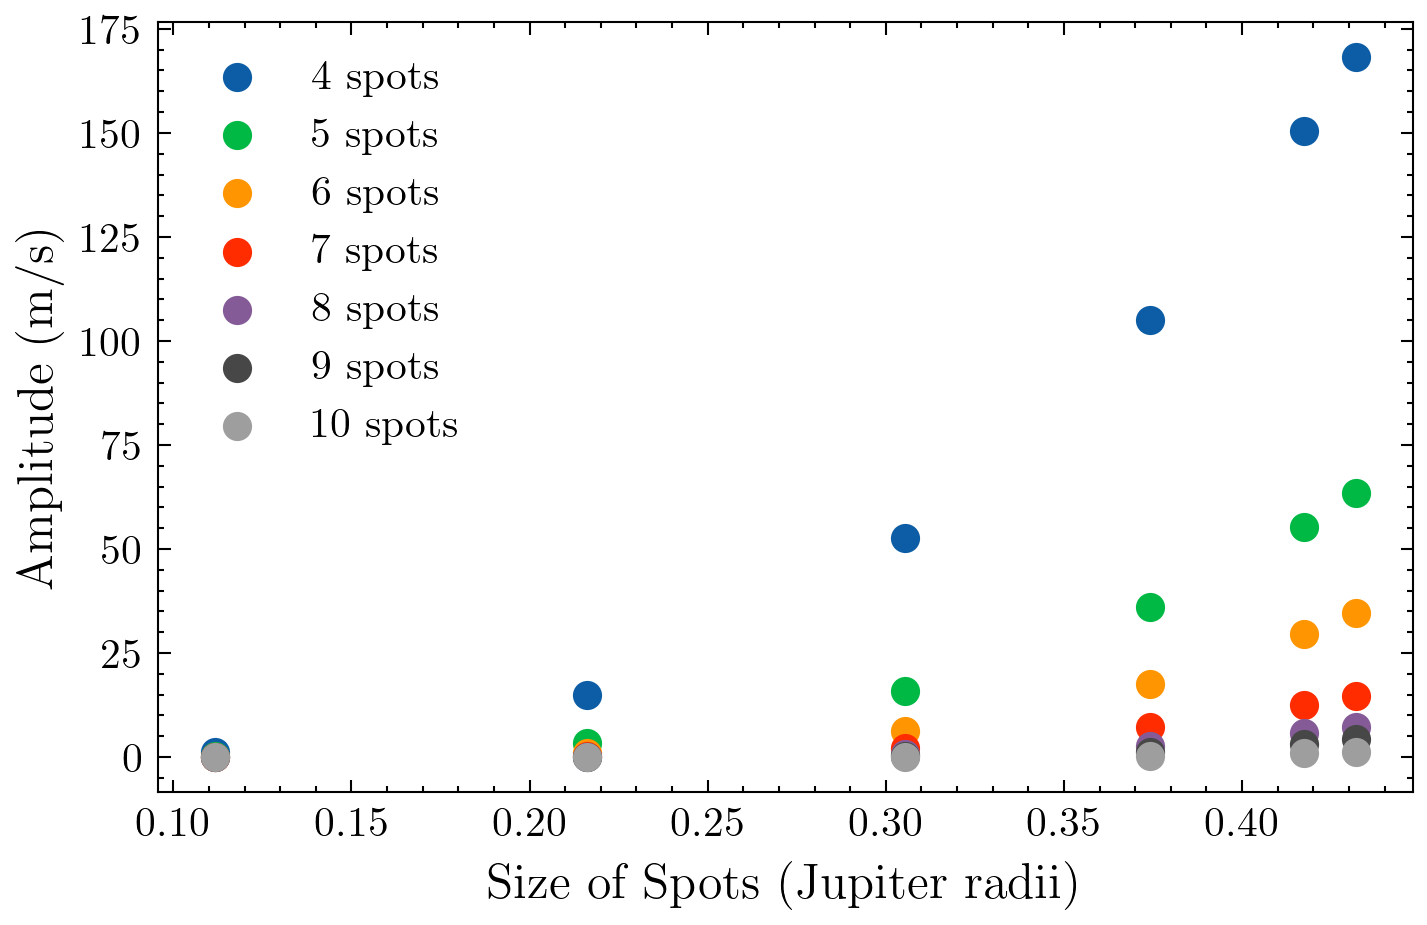 175
150
125
100
75
50
25
0
Amplitude (m/s)
4 spots
5 spots
6 spots
7 spots
8 spots
9 spots
10 spots
0.10 0.15 0.20 0.25 0.30 0.35 0.40
Size of Spots (Jupiter radii)